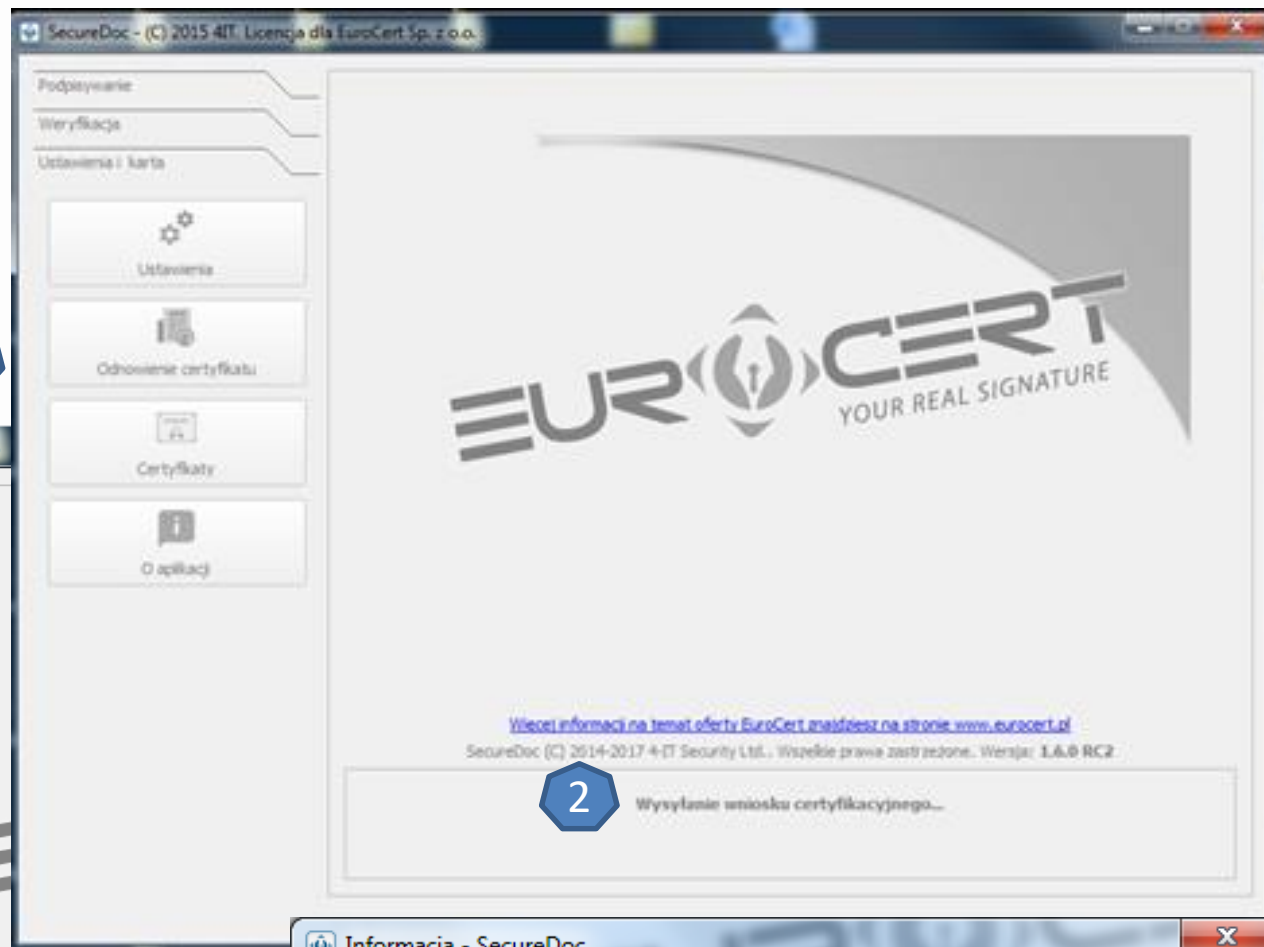 SecureDoc - (C) 2015 4IT. Licencja dla EuroCert Sp. z o.o.
Podpisywanie
Weryfikacja
Ustawienia i karta
Ustawienia
Odnowienie certyfikatu
Certyfikaty
O aplikacji
EUROCERT
YOUR REAL SIGNATURE
Więcej informacji na temat oferty EuroCert znajdziesz na stronie www.eurocert.pl
SecureDoc (C) 2014-2017 4-IT Security Ltd.. Wszelkie prawa zastrzeżone. Wersja: 1.6.0 RC2
2
Wysyłanie wniosku certyfikacyjnego...
Informacja - SecureDoc